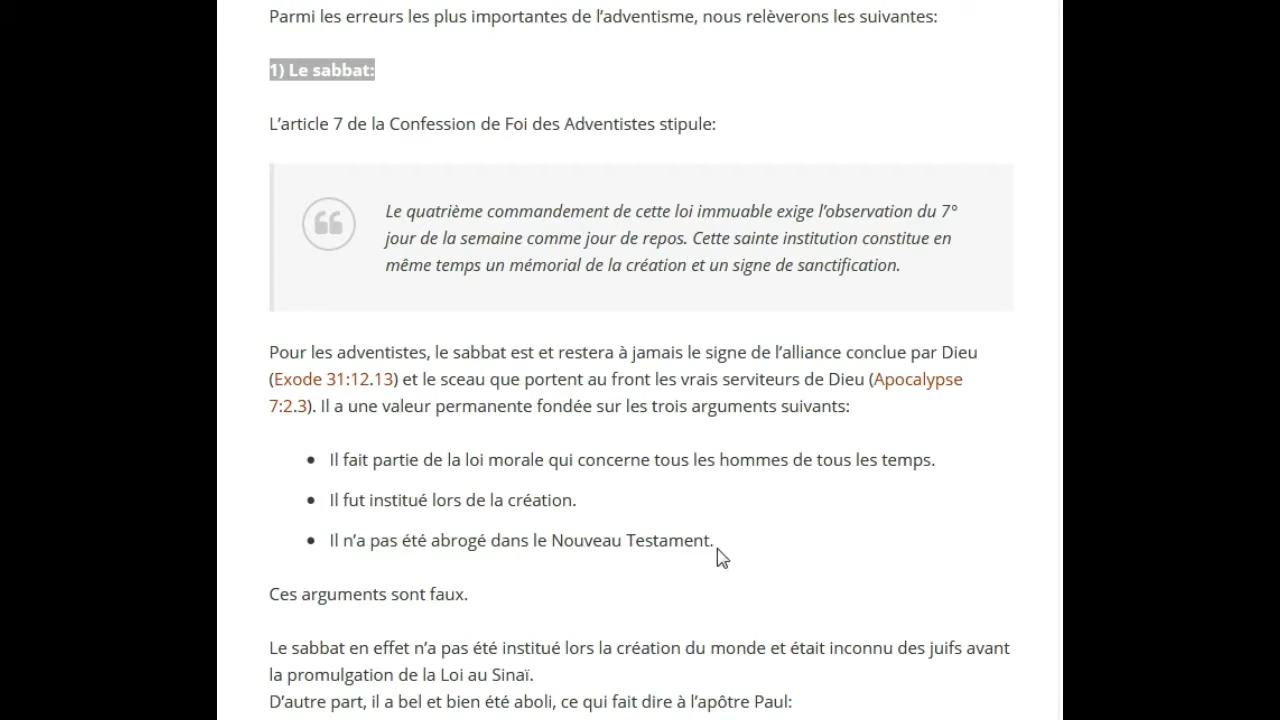 Parmi les erreurs les plus importantes de l’adventisme, nous relèverons les suivantes:
1) Le sabbat:
L’article 7 de la Confession de Foi des Adventistes stipule:
Le quatrième commandement de cette loi immuable exige l’observation du 7°
jour de la semaine comme jour de repos. Cette sainte institution constitue en
même temps un mémorial de la création et un signe de sanctification.
Pour les adventistes, le sabbat est et restera à jamais le signe de l’alliance conclue par Dieu
(Exode 31:12.13) et le sceau que portent au front les vrais serviteurs de Dieu (Apocalypse
7:2.3). Il a une valeur permanente fondée sur les trois arguments suivants:
• Il fait partie de la loi morale qui concerne tous les hommes de tous les temps.
• Il fut institué lors de la création.
• Il n’a pas été abrogé dans le Nouveau Testament.
Ces arguments sont faux.
Le sabbat en effet n’a pas été institué lors la création du monde et était inconnu des juifs avant
la promulgation de la Loi au Sinaï.
D’autre part, il a bel et bien été aboli, ce qui fait dire à l’apôtre Paul: